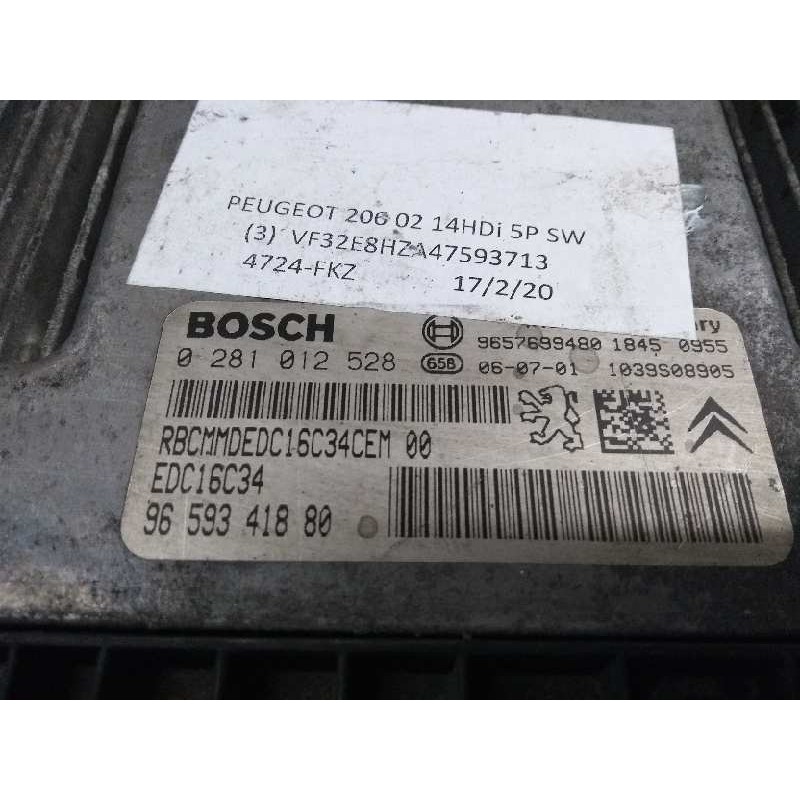 PEUGEOT 206 02 14HDi 5P SW
(3) VF32E8HZA47593713
4724-FKZ 17/2/20
BOSCH
9657699480 1845 0955
0 281 012 528 658 06-07-01 1039S08905
RBCMMDEDC16C34CEM 00
EDC16C34
96 593 418 80